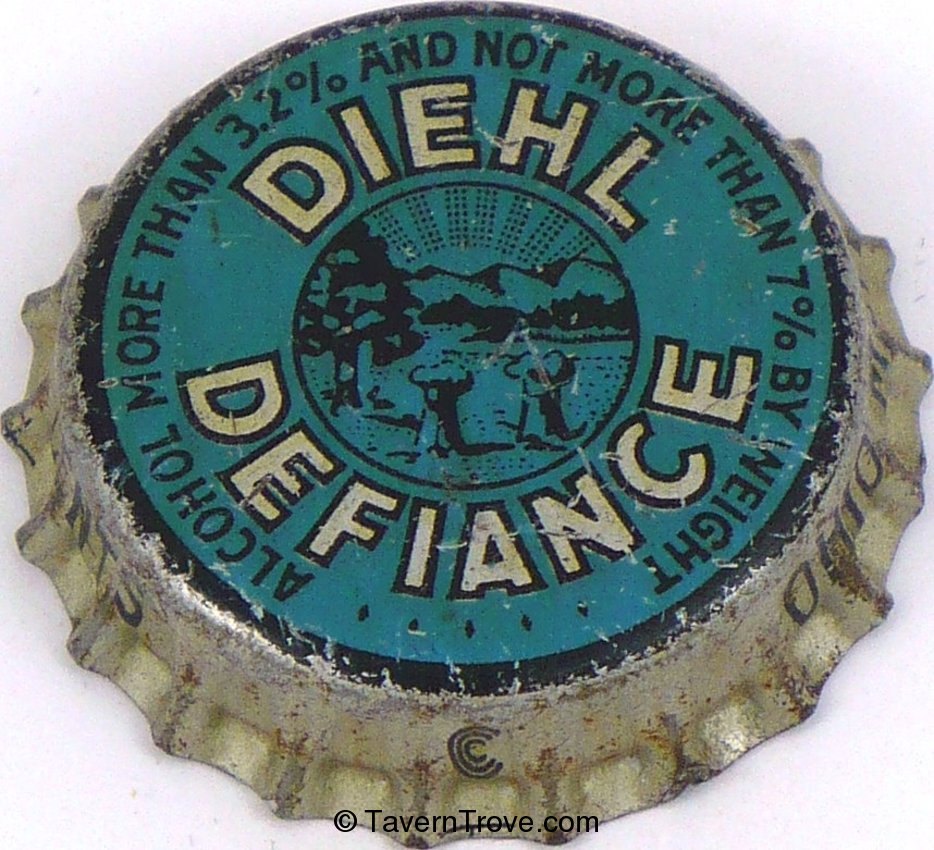 ALCOHOL MORE THAN 3.2% AND NOT MORE THAN 7% BY WEIGHT
DIEHL
DEFIANCE
© TavernTrove.com